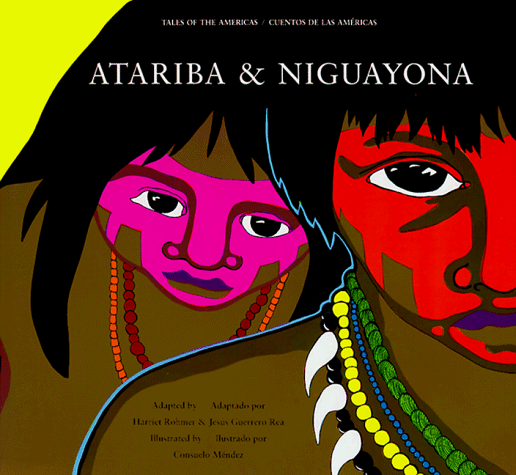 TALES OF THE AMERICAS / CUENTOS DE LAS AMÉRICAS
ATARIBA & NIGUAYONA
Adapted by Adaptado por
Harriet Rohmer & Jesús Guerrero Rea
Illustrated by Ilustrado por
Consuelo Méndez